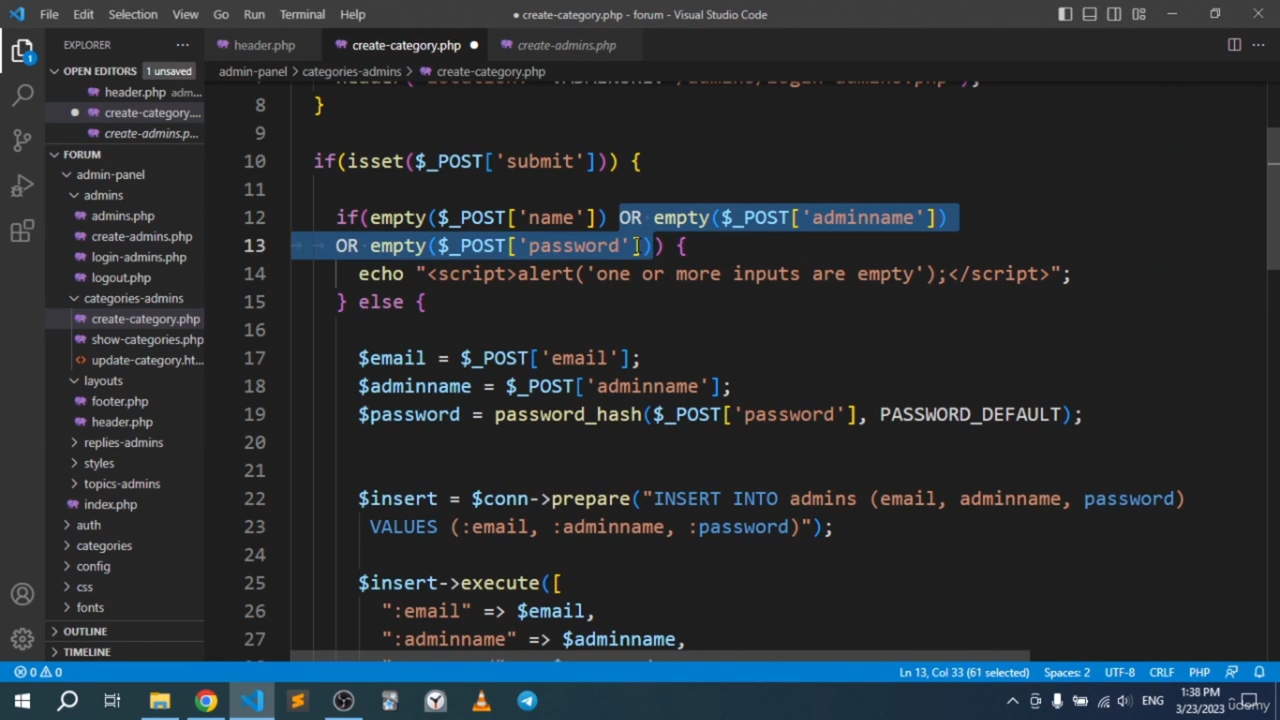 File Edit Selection View Go Run Terminal Help
● create-category.php - forum - Visual Studio Code
EXPLORER
header.php
create-category.php
create-admins.php
OPEN EDITORS 1 unsaved
admin-panel > categories-admins > create-category.php
header.php adm...
create-category....
create-admins.p...
FORUM
admin-panel
admins
admins.php
create-admins.php
login-admins.php
logout.php
categories-admins
create-category.php
show-categories.php
update-category.ht...
layouts
footer.php
header.php
replies-admins
styles
topics-admins
index.php
auth
categories
config
css
fonts
OUTLINE
TIMELINE
8 }
9
10 if(isset($_POST['submit'])) {
11
12 if(empty($_POST['name']) OR empty($_POST['adminname'])
13 OR empty($_POST['password'])) {
14 echo "<script>alert('one or more inputs are empty');</script>";
15 } else {
16
17 $email = $_POST['email'];
18 $adminname = $_POST['adminname'];
19 $password = password_hash($_POST['password'], PASSWORD_DEFAULT);
20
21
22 $insert = $conn->prepare("INSERT INTO admins (email, adminname, password)
23 VALUES (:email, :adminname, :password)");
24
25 $insert->execute([
26 ":email" => $email,
27 ":adminname" => $adminname,
0 0
Ln 13, Col 33 (61 selected) Spaces: 2 UTF-8 CRLF PHP
ENG
1:38 PM
3/23/2023
udemy